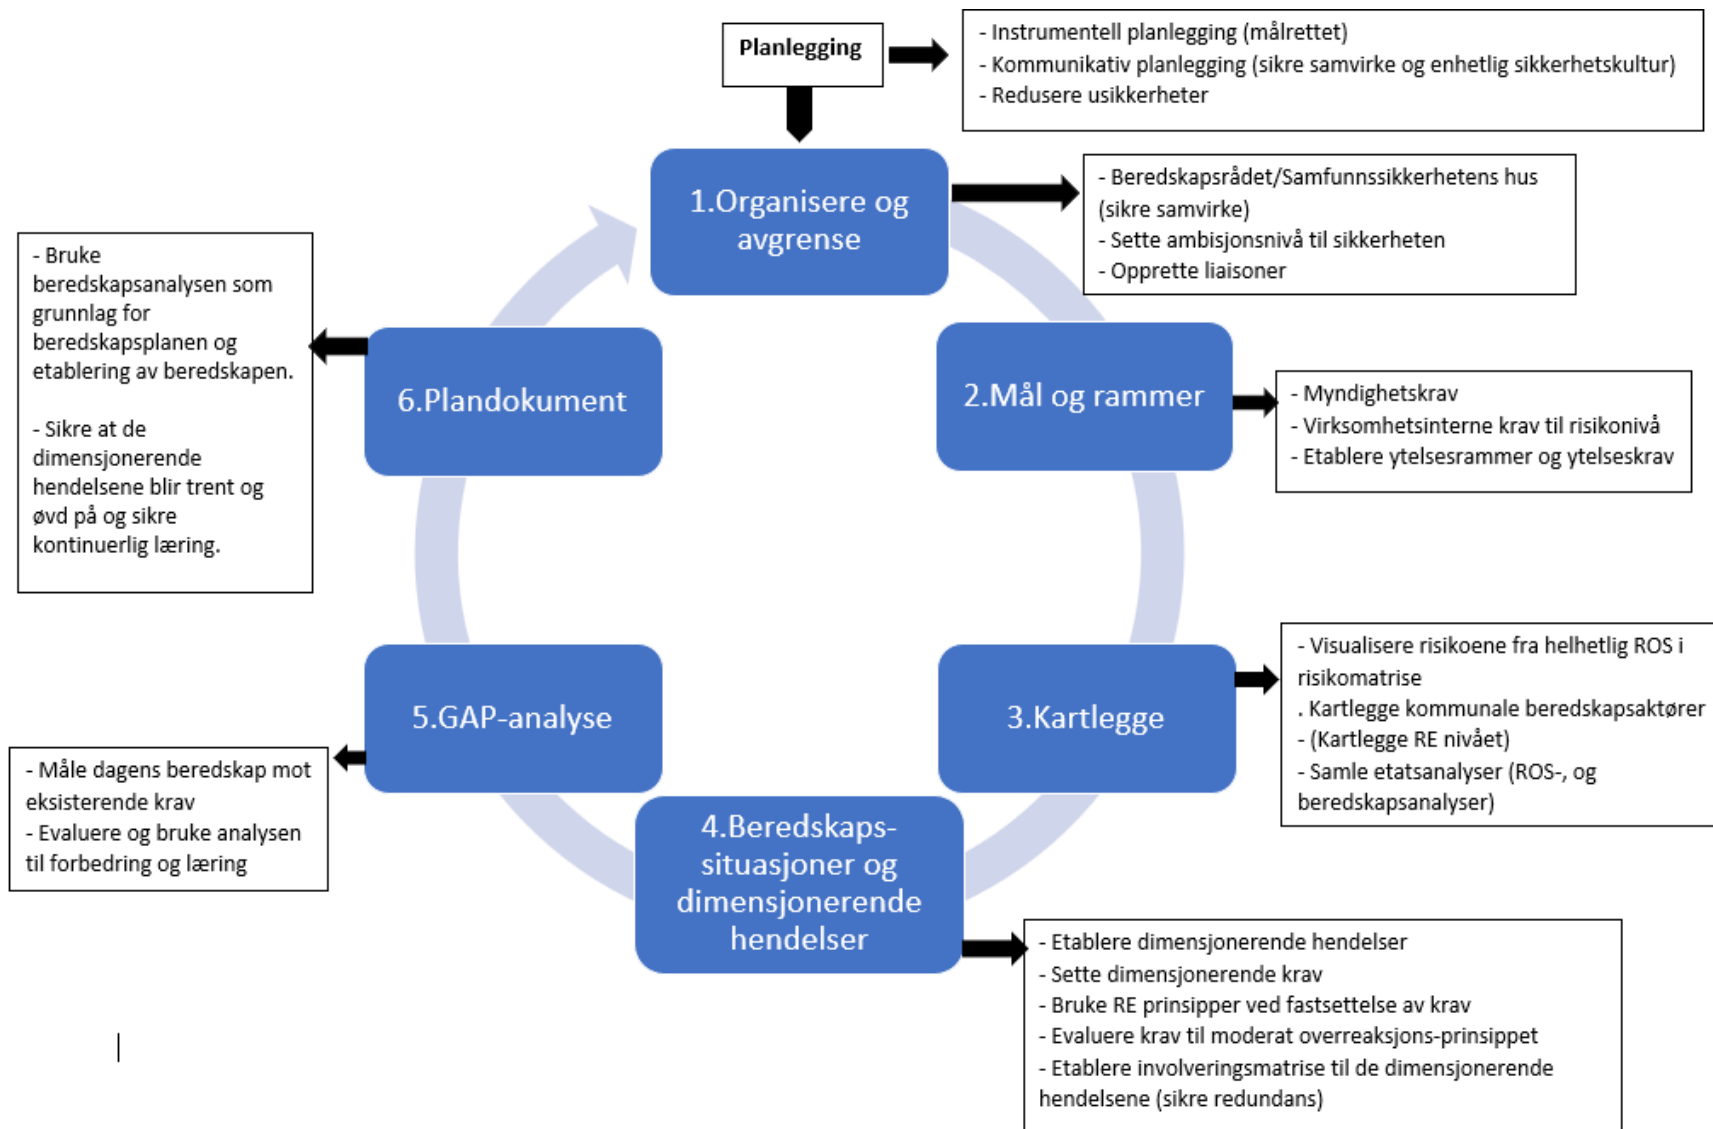 Planlegging
- Instrumentell planlegging (målrettet)
- Kommunikativ planlegging (sikre samvirke og enhetlig sikkerhetskultur)
- Redusere usikkerheter
1.Organisere og
avgrense
- Beredskapsrådet/Samfunnssikkerhetens hus
(sikre samvirke)
- Sette ambisjonsnivå til sikkerheten
- Opprette liaisoner
2.Mål og rammer
- Myndighetskrav
- Virksomhetsinterne krav til risikonivå
- Etablere ytelsesrammer og ytelseskrav
3.Kartlegge
- Visualisere risikoene fra helhetlig ROS i
risikomatrise
. Kartlegge kommunale beredskapsaktører
- (Kartlegge RE nivået)
- Samle etatsanalyser (ROS-, og
beredskapsanalyser)
4.Beredskaps-
situasjoner og
dimensjonerende
hendelser
- Etablere dimensjonerende hendelser
- Sette dimensjonerende krav
- Bruke RE prinsipper ved fastsettelse av krav
- Evaluere krav til moderat overreaksjons-prinsippet
- Etablere involveringsmatrise til de dimensjonerende
hendelsene (sikre redundans)
5.GAP-analyse
- Måle dagens beredskap mot
eksisterende krav
- Evaluere og bruke analysen
til forbedring og læring
6.Plandokument
- Bruke
beredskapsanalysen som
grunnlag for
beredskapsplanen og
etablering av beredskapen.
- Sikre at de
dimensjonerende
hendelsene blir trent og
øvd på og sikre
kontinuerlig læring.